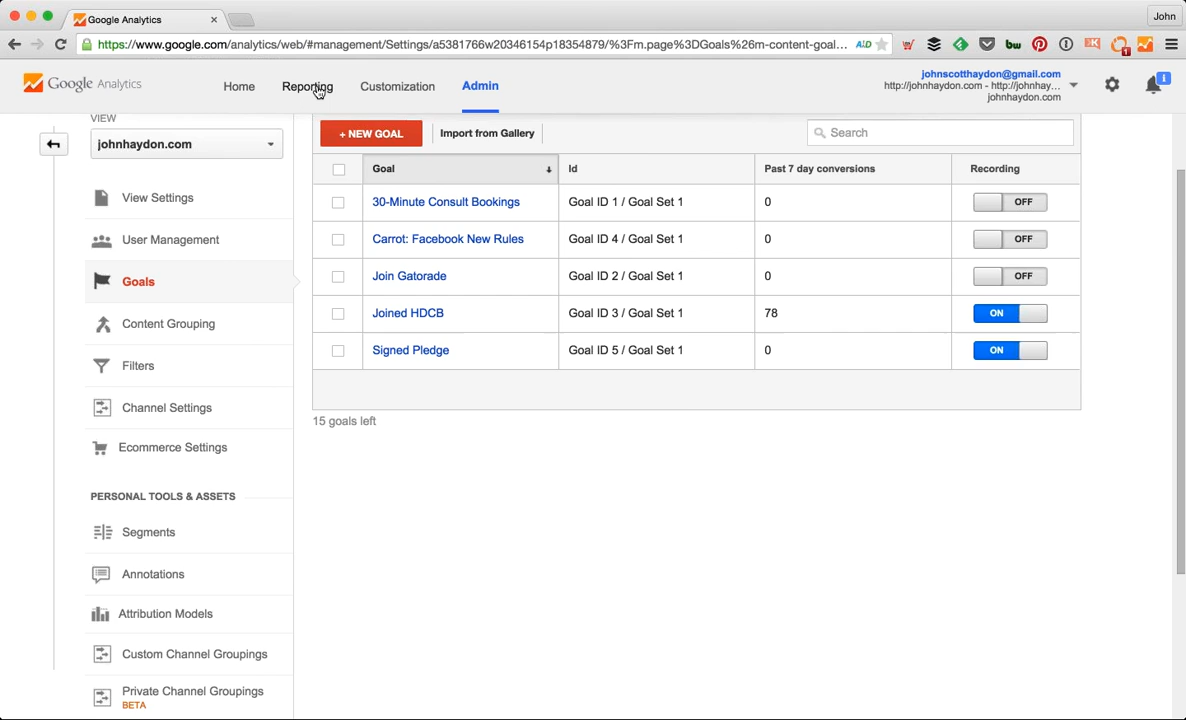 Google Analytics
John
https://www.google.com/analytics/web/#management/Settings/a5381766w20346154p18354879/%3Fm.page%3DGoals%26m-content-goal...
Google Analytics
Home
Reporting
Customization
Admin
johnscotthaydon@gmail.com
http://johnhaydon.com - http://johnhay...
johnhaydon.com
1
VIEW
johnhaydon.com
View Settings
User Management
Goals
Content Grouping
Filters
Channel Settings
Ecommerce Settings
PERSONAL TOOLS & ASSETS
Segments
Annotations
Attribution Models
Custom Channel Groupings
Private Channel Groupings
BETA
+ NEW GOAL
Import from Gallery
Search
Goal Id Past 7 day conversions Recording
30-Minute Consult Bookings Goal ID 1 / Goal Set 1 0 OFF
Carrot: Facebook New Rules Goal ID 4 / Goal Set 1 0 OFF
Join Gatorade Goal ID 2 / Goal Set 1 0 OFF
Joined HDCB Goal ID 3 / Goal Set 1 78 ON
Signed Pledge Goal ID 5 / Goal Set 1 0 ON
15 goals left